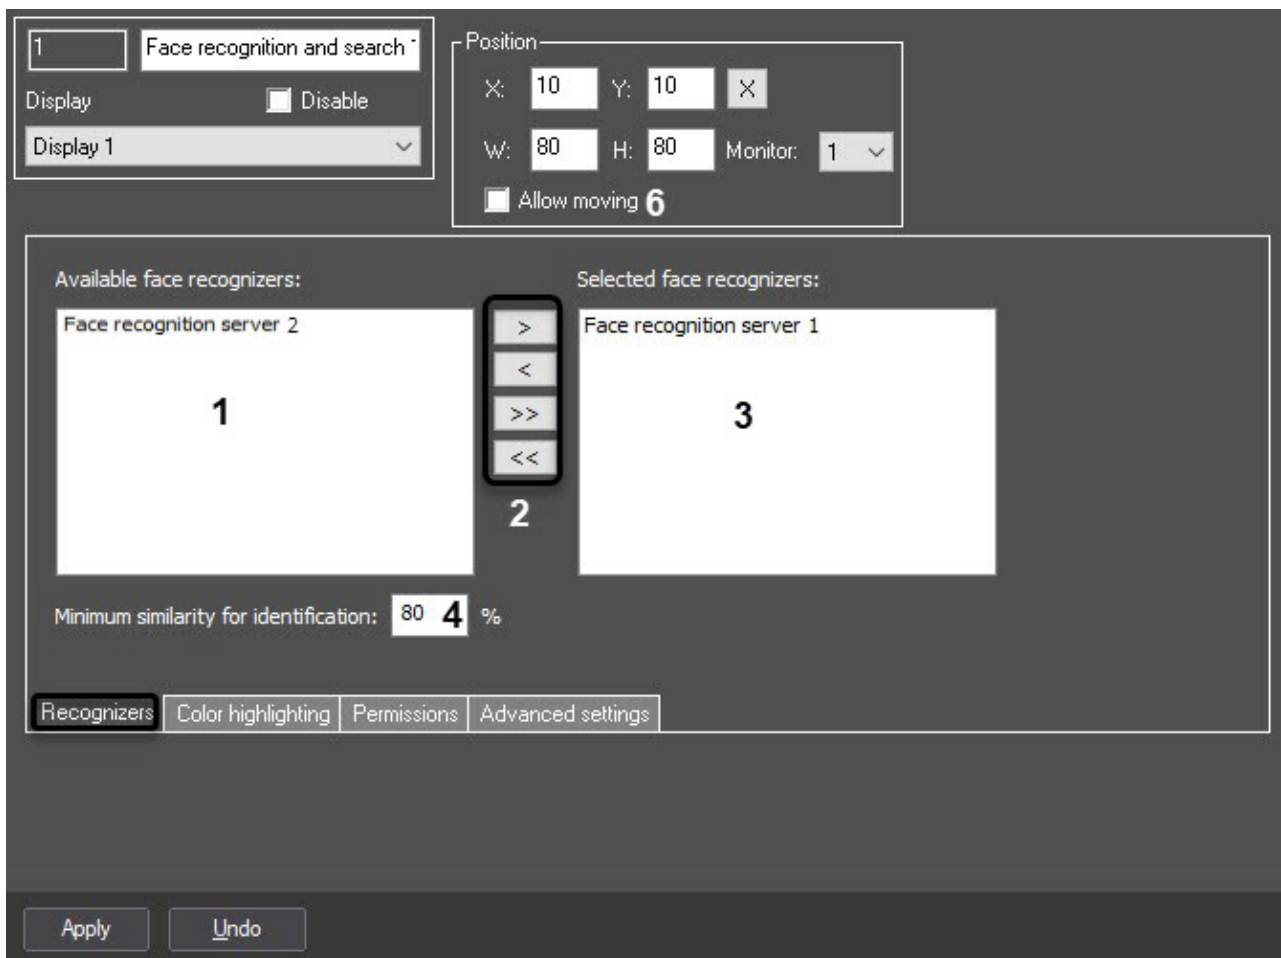 1
Face recognition and search
Display
Disable
Display 1
Position
X: 10 Y: 10 X
W: 80 H: 80 Monitor: 1
Allow moving 6
Available face recognizers:
Selected face recognizers:
Face recognition server 2
>
Face recognition server 1
<
1
>>
3
<<
2
Minimum similarity for identification: 80 4 %
Recognizers Color highlighting Permissions Advanced settings
Apply Undo